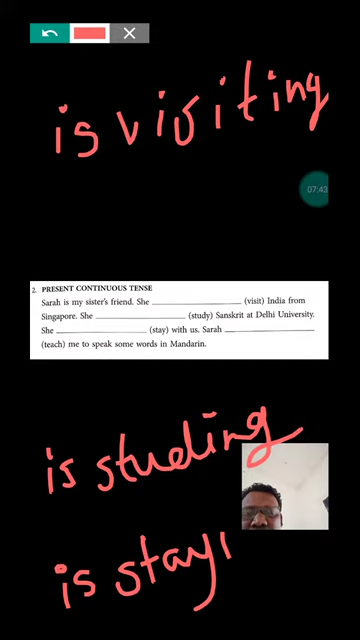 is visiting
07:43
2. PRESENT CONTINUOUS TENSE
Sarah is my sister's friend. She ____________ (visit) India from
Singapore. She ____________ (study) Sanskrit at Delhi University.
She ____________ (stay) with us. Sarah ____________
(teach) me to speak some words in Mandarin.
is studing
is stayi